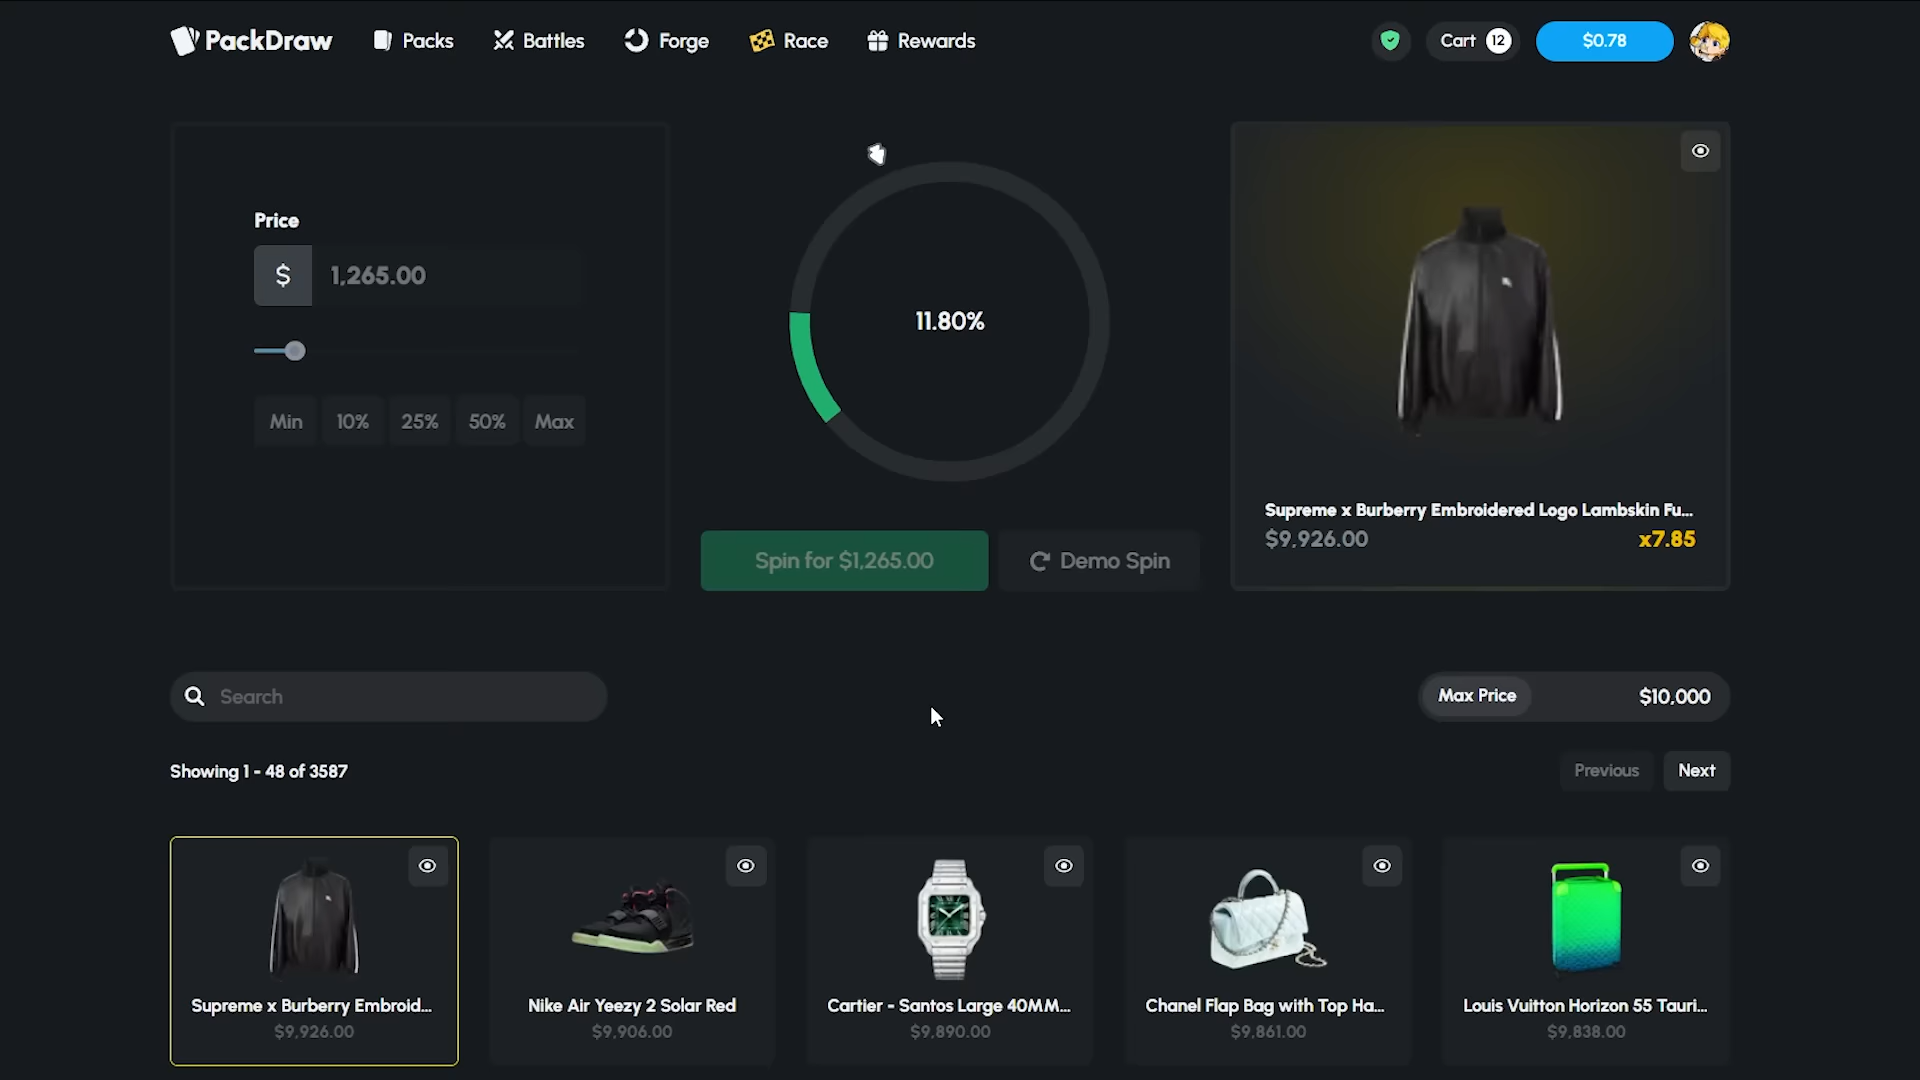 PackDraw
Packs
Battles
Forge
Race
Rewards
Cart 12
$0.78
Price
$ 1,265.00
Min 10% 25% 50% Max
11.80%
Spin for $1,265.00
Demo Spin
Supreme x Burberry Embroidered Logo Lambskin Fu...
$9,926.00 x7.85
Search
Max Price $10,000
Showing 1 - 48 of 3587
Previous Next
Supreme x Burberry Embroid...
$9,926.00
Nike Air Yeezy 2 Solar Red
$9,906.00
Cartier - Santos Large 40MM...
$9,890.00
Chanel Flap Bag with Top Ha...
$9,861.00
Louis Vuitton Horizon 55 Tauri...
$9,838.00